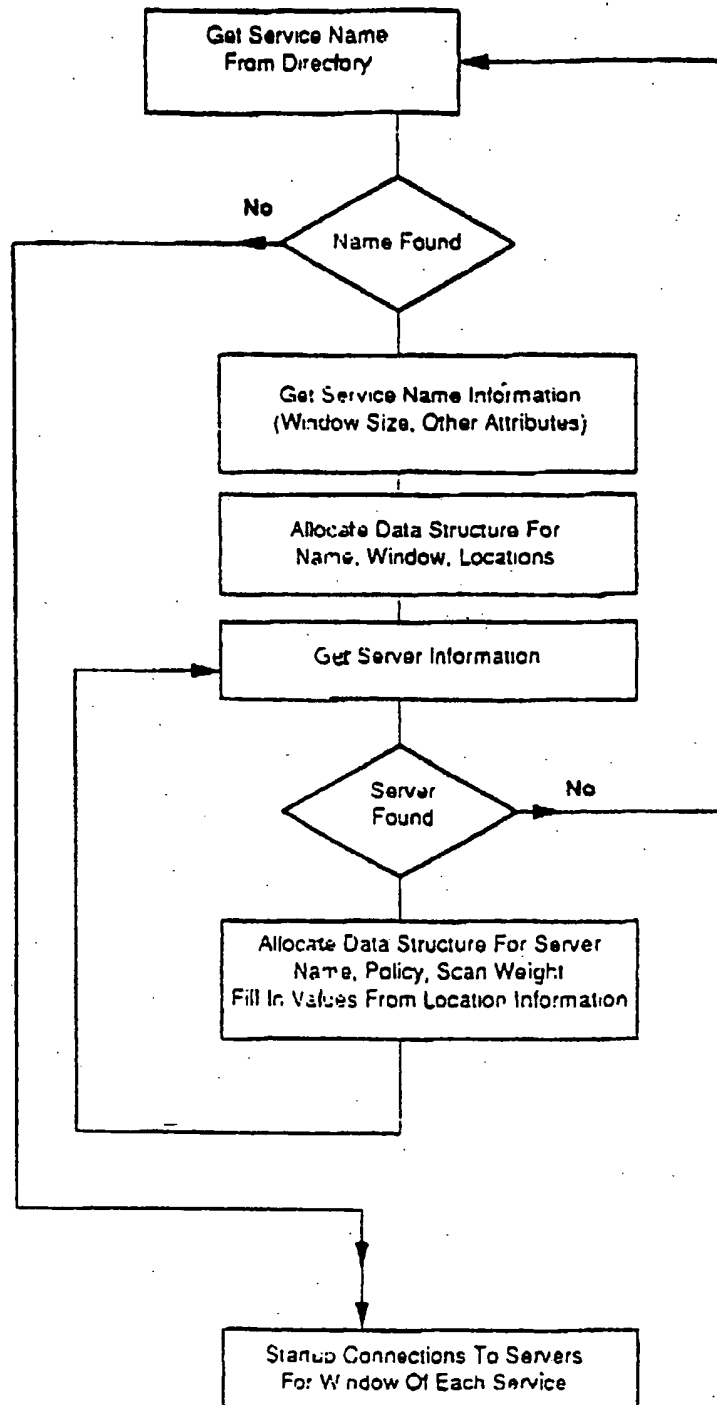 Get Service Name
From Directory
No
Name Found
Get Service Name Information
(Window Size, Other Attributes)
Allocate Data Structure For
Name, Window, Locations
Get Server Information
Server
Found
No
Allocate Data Structure For Server
Name, Policy, Scan Weight
Fill In Values From Location Information
Startup Connections To Servers
For Window Of Each Service